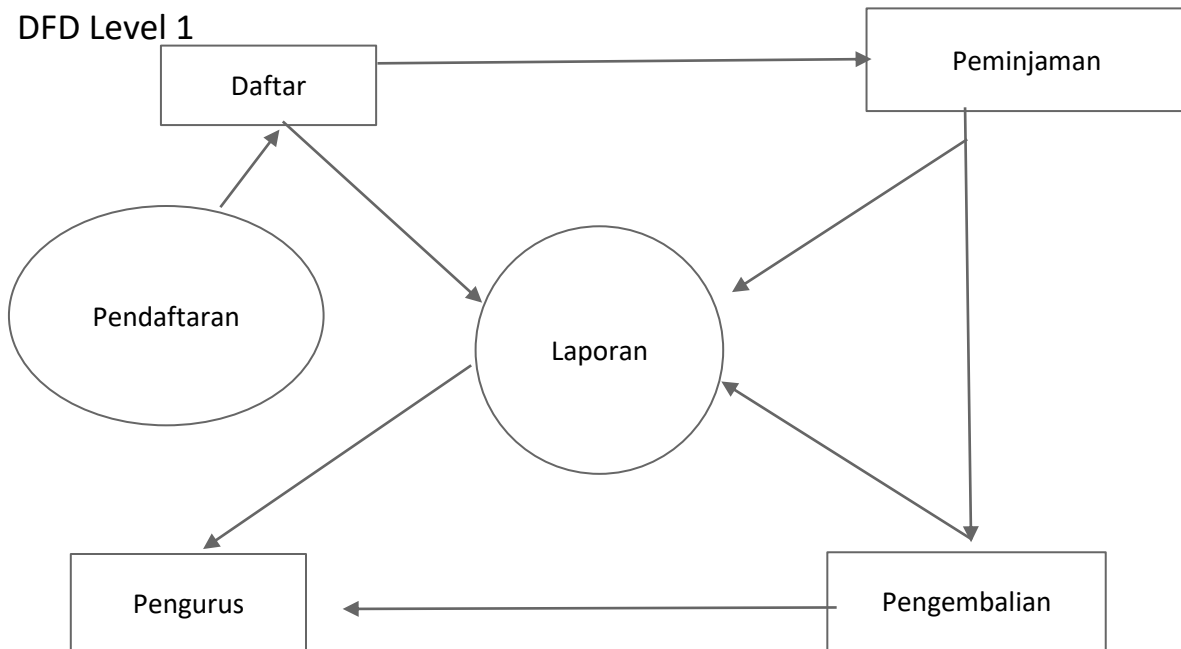 DFD Level 1
Daftar
Peminjaman
Pendaftaran
Laporan
Pengurus
Pengembalian